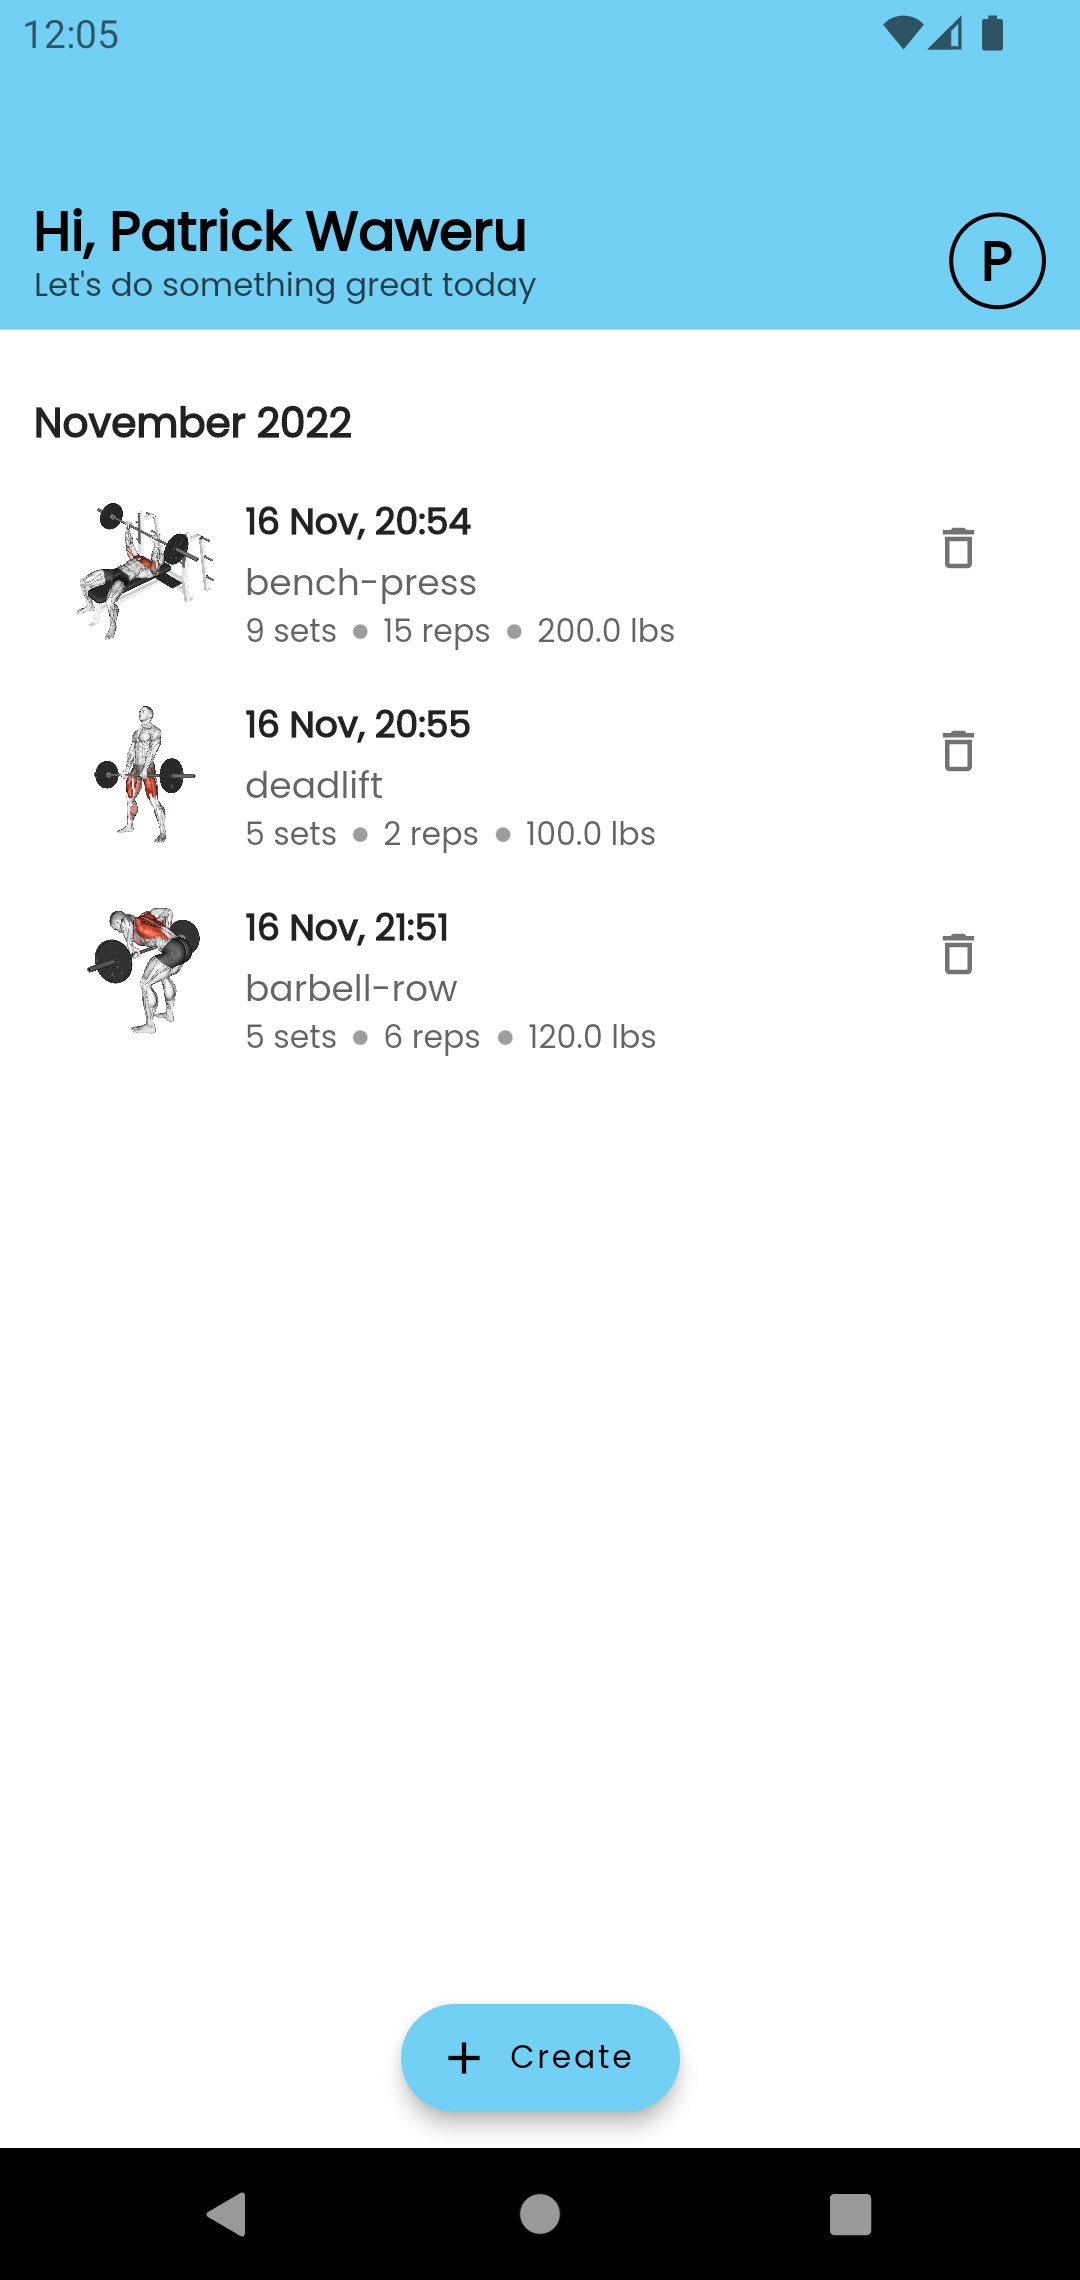 12:05
Hi, Patrick Waweru
Let's do something great today
P
November 2022
16 Nov, 20:54
bench-press
9 sets ● 15 reps ● 200.0 lbs
16 Nov, 20:55
deadlift
5 sets ● 2 reps ● 100.0 lbs
16 Nov, 21:51
barbell-row
5 sets ● 6 reps ● 120.0 lbs
+ Create